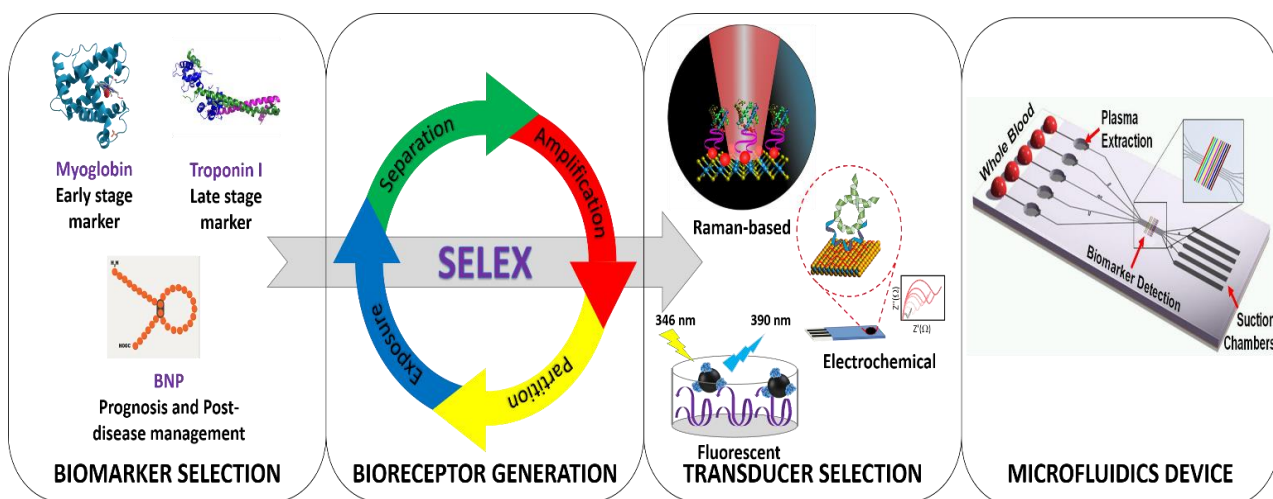 Myoglobin
Early stage
marker
Troponin I
Late stage
marker
BNP
Prognosis and Post-
disease management
BIOMARKER SELECTION
Separation
Amplification
SELEX
Exposure
Partition
BIORECEPTOR GENERATION
Raman-based
346 nm
390 nm
Z''(Ω)
Z'(Ω)
Electrochemical
Fluorescent
TRANSDUCER SELECTION
Whole Blood
Plasma
Extraction
Biomarker Detection
Suction
Chambers
MICROFLUIDICS DEVICE